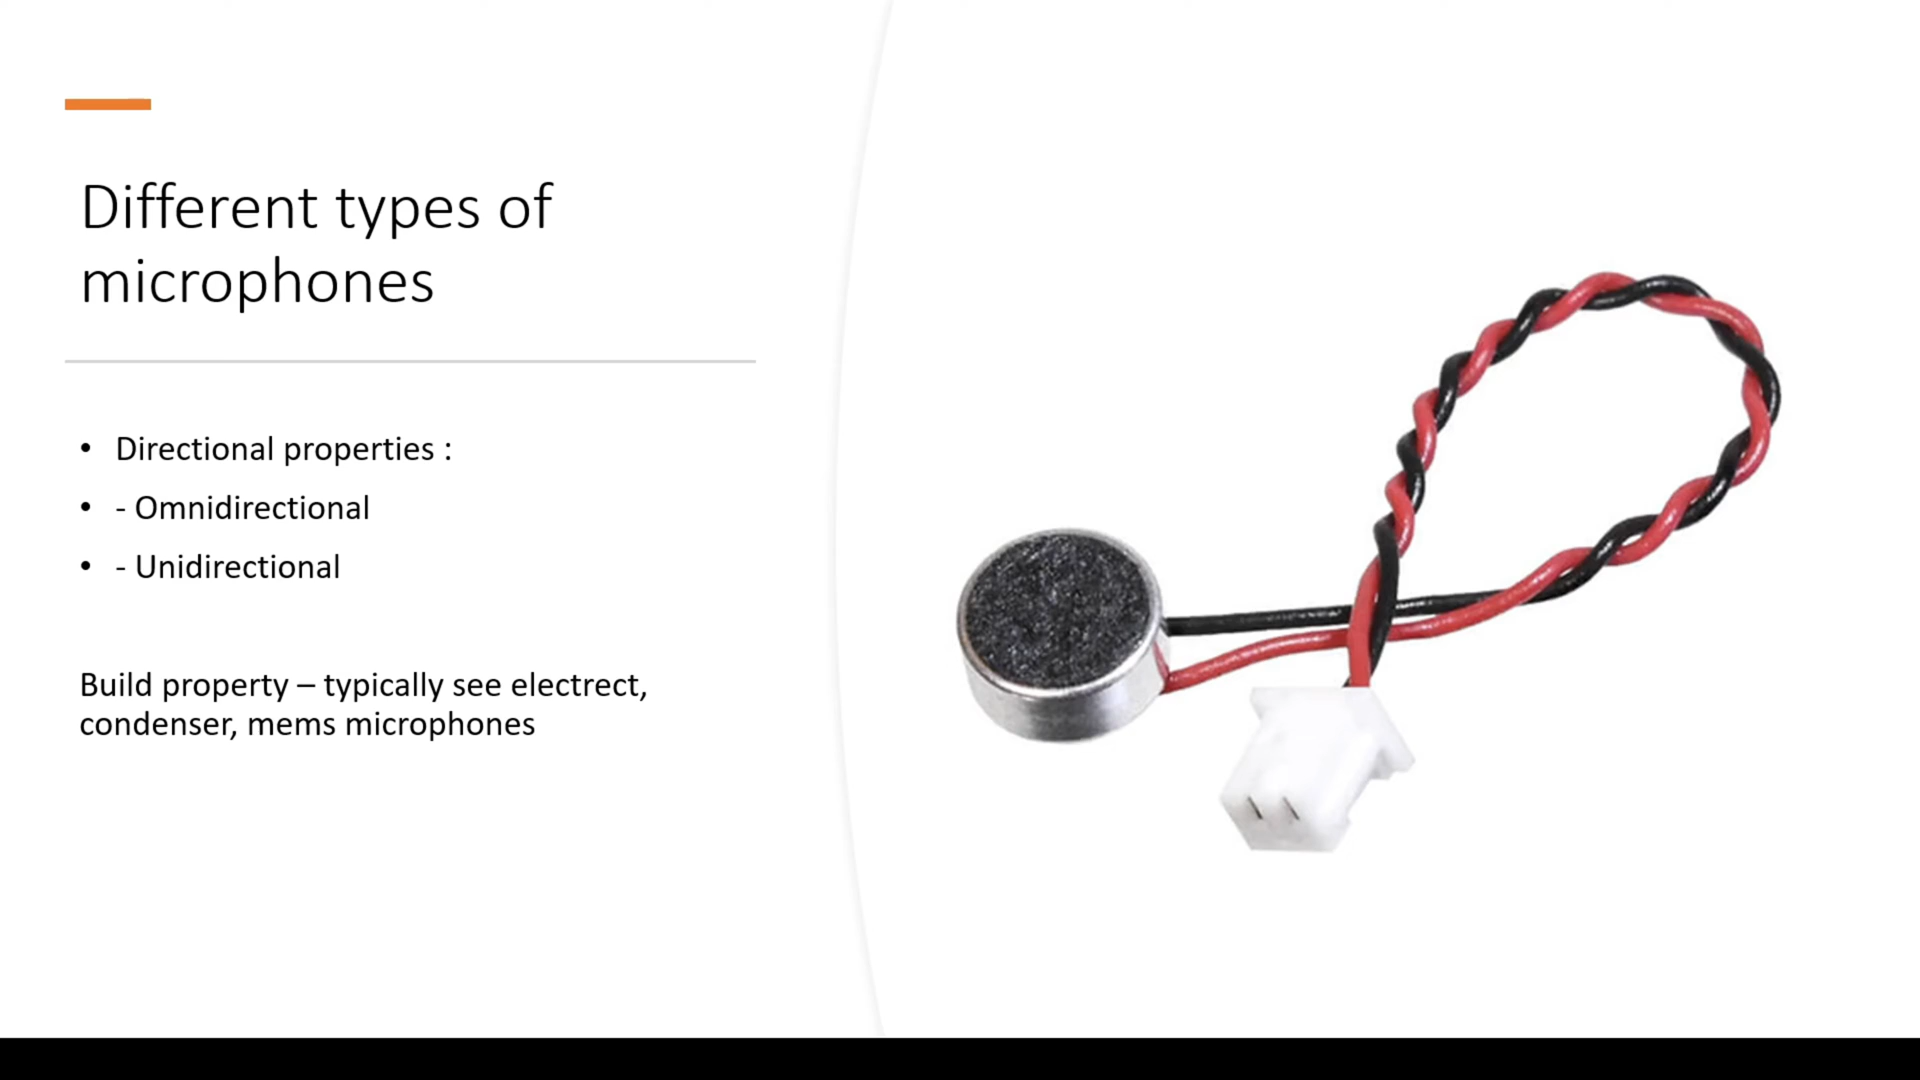 Different types of
microphones
• Directional properties :
• - Omnidirectional
• - Unidirectional
Build property – typically see electrect,
condenser, mems microphones